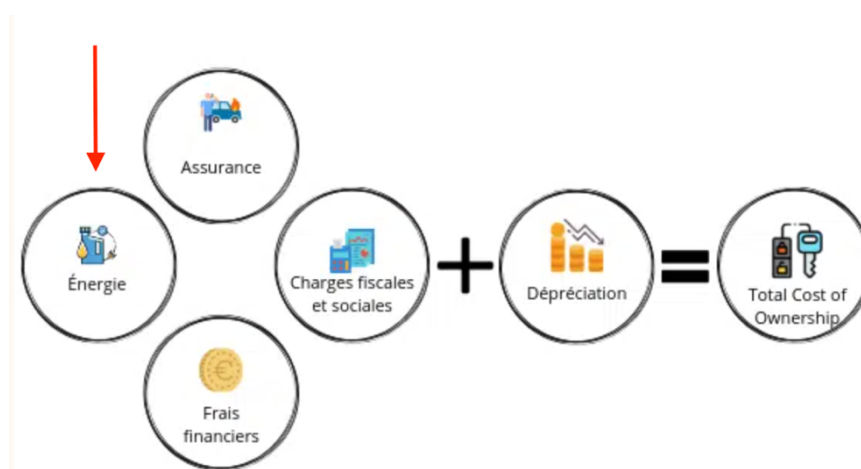 Assurance
Énergie
Charges fiscales
et sociales
Dépréciation
Total Cost of
Ownership
Frais
financiers